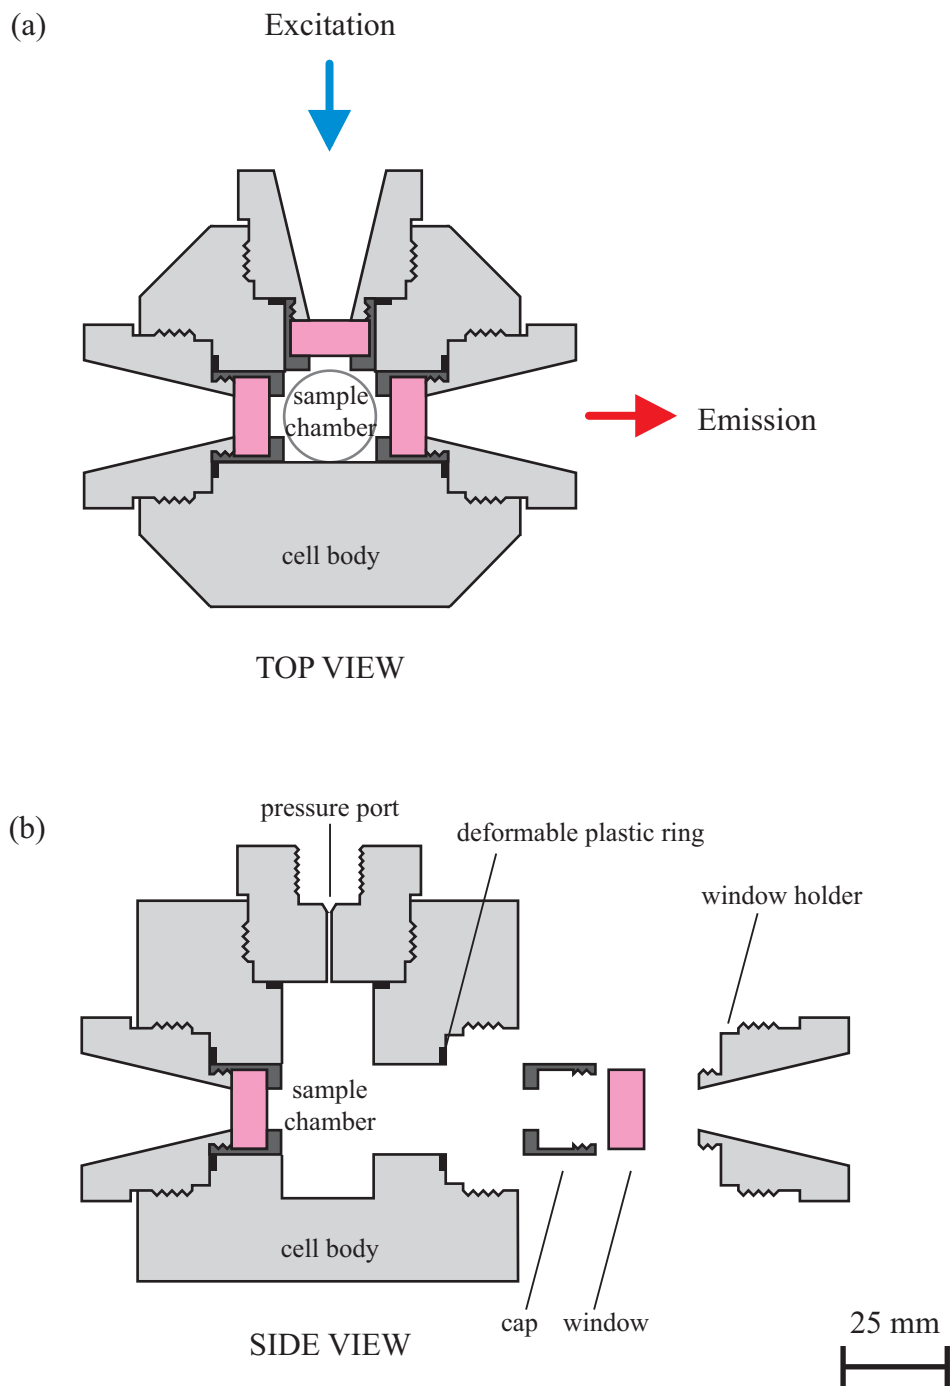 (a)
Excitation
sample
chamber
Emission
cell body
TOP VIEW
(b)
pressure port
deformable plastic ring
window holder
sample
chamber
cell body
cap
window
SIDE VIEW
25 mm